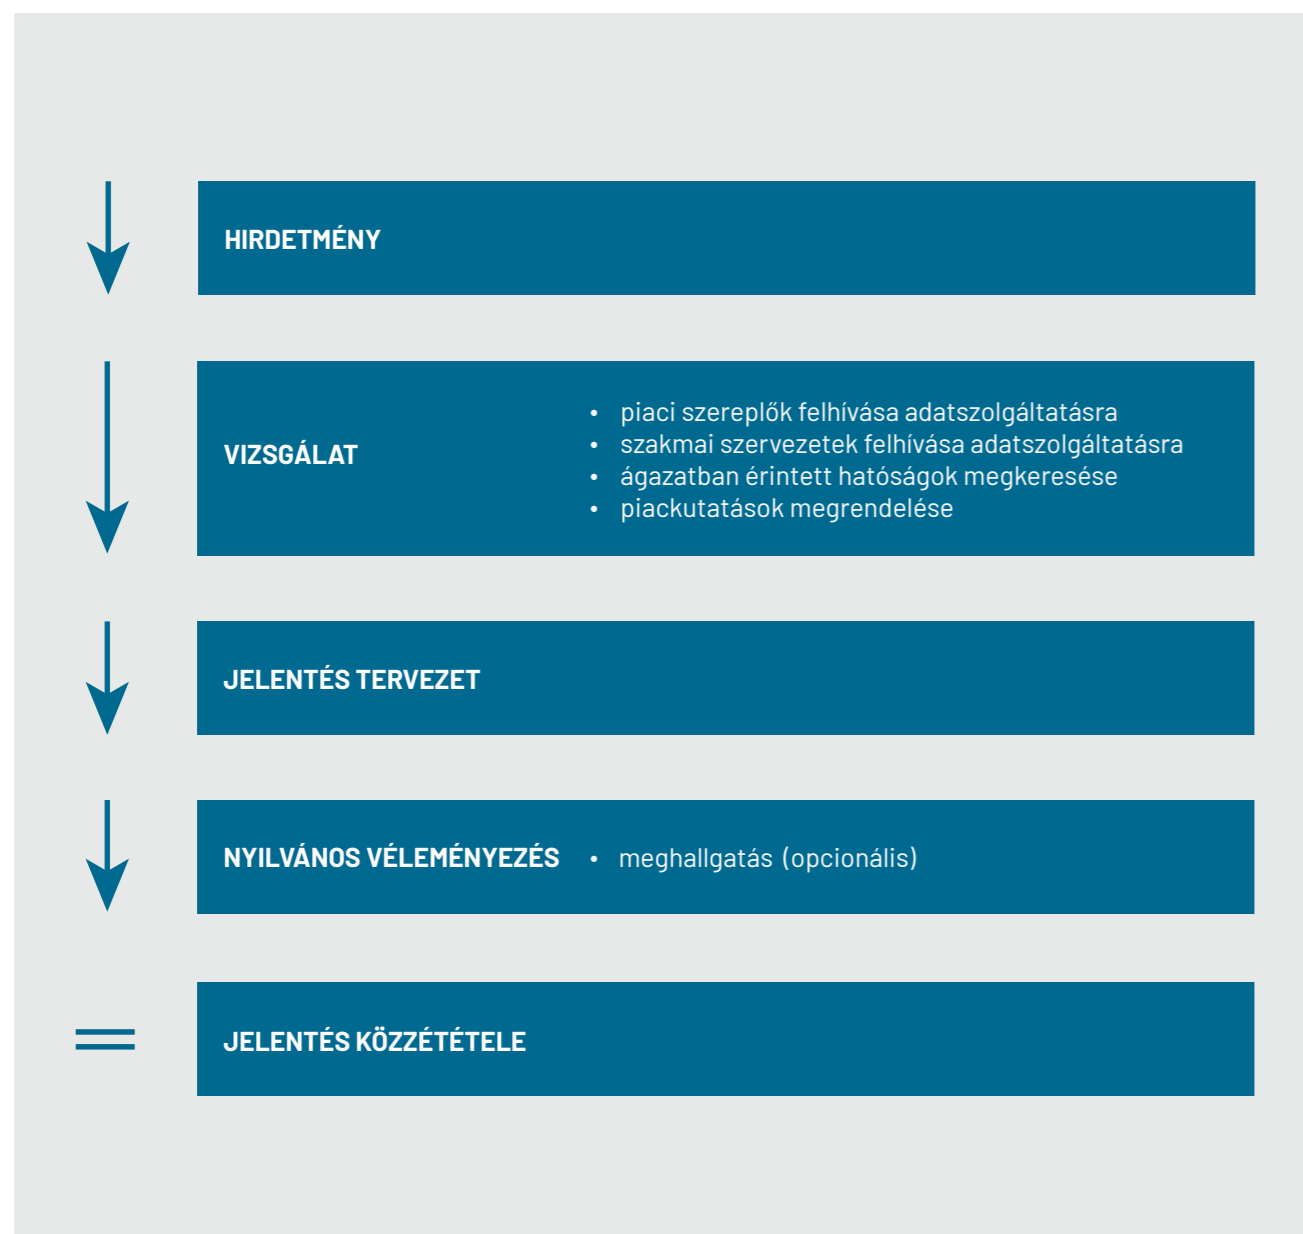 HIRDETMÉNY
VIZSGÁLAT
• piaci szereplők felhívása adatszolgáltatásra
• szakmai szervezetek felhívása adatszolgáltatásra
• ágazatban érintett hatóságok megkeresése
• piackutatások megrendelése
JELENTÉS TERVEZET
NYILVÁNOS VÉLEMÉNYEZÉS • meghallgatás (opcionális)
JELENTÉS KÖZZÉTÉTELE